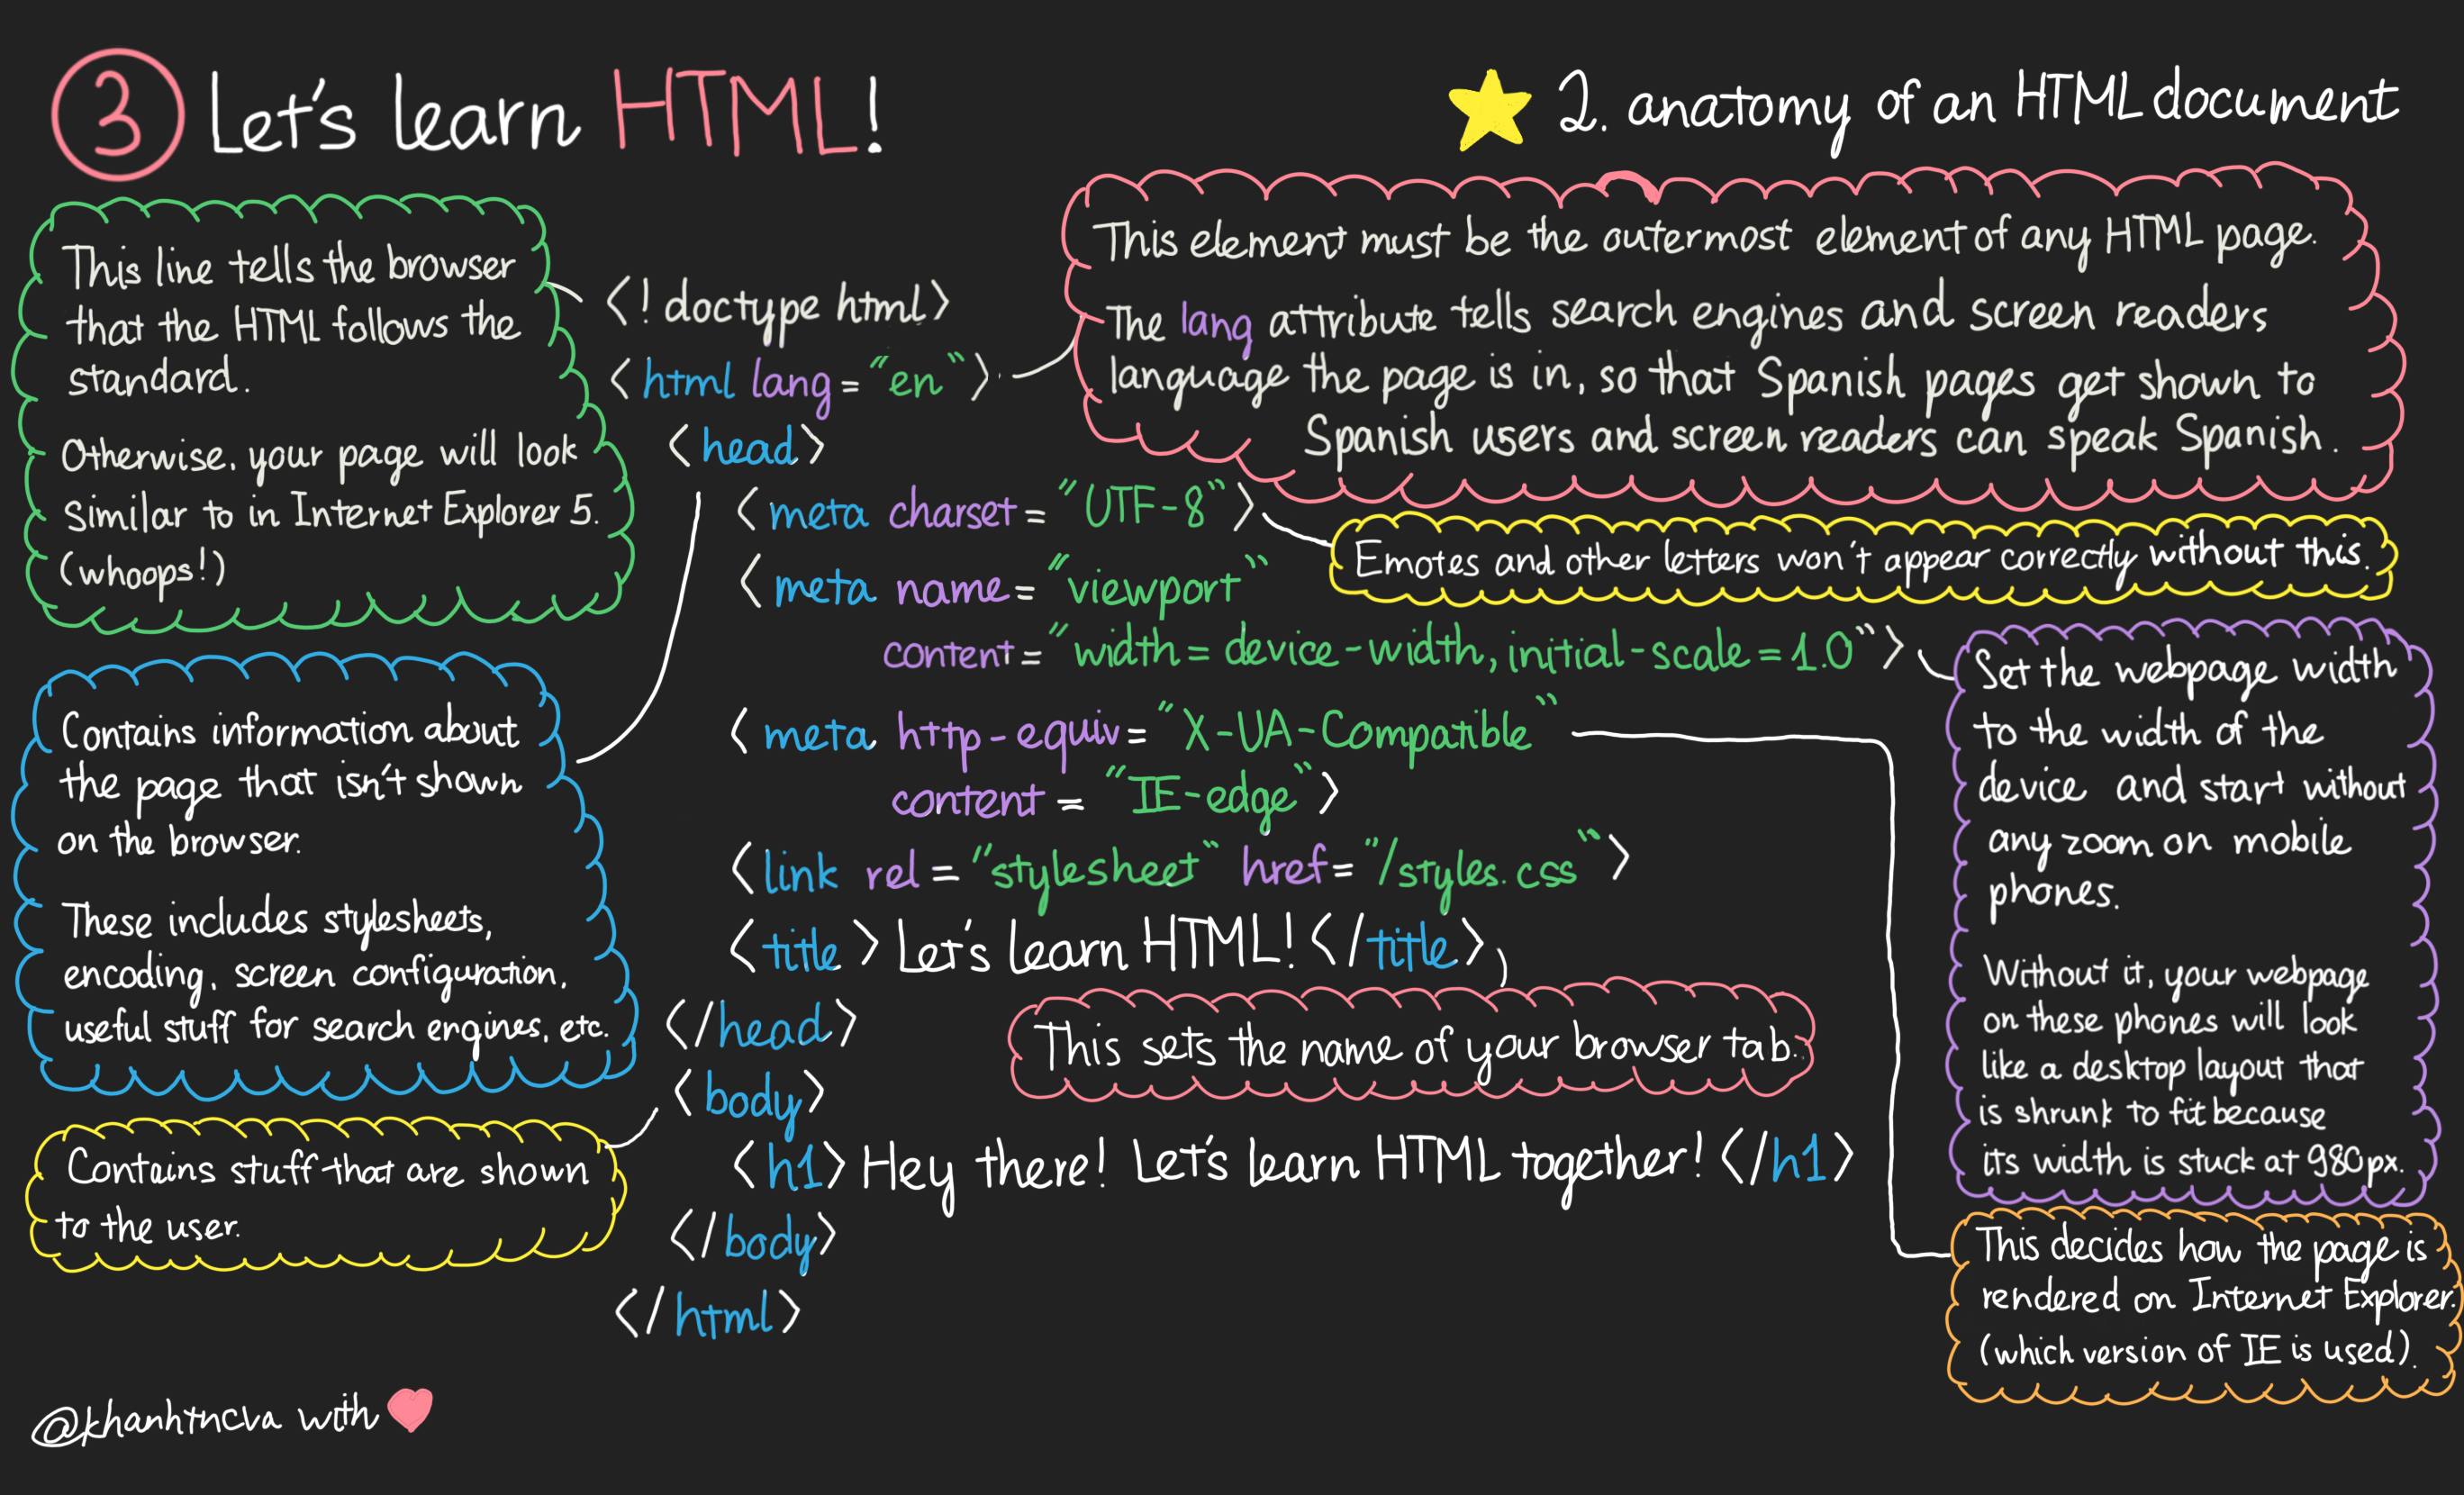 3 Let's learn HTML!
2. anatomy of an HTML document
This line tells the browser
that the HTML follows the
standard.
Otherwise, your page will look
Similar to in Internet Explorer 5.
(whoops!)
This element must be the outermost element of any HTML page.
The lang attribute tells search engines and screen readers
language the page is in, so that Spanish pages get shown to
Spanish users and screen readers can speak Spanish.
<! doctype html>
<html lang="en">
<head>
<meta charset="UTF-8">
Emotes and other letters won't appear correctly without this.
<meta name="viewport"
content="width=device-width, initial-scale=1.0">
<meta http-equiv="X-UA-Compatible"
content="IE-edge">
<link rel="stylesheet" href="/styles.css">
<title>Let's learn HTML!</title>
This sets the name of your browser tab.
</head>
<body>
<h1>Hey there! Let's learn HTML together!</h1>
</body>
</html>
Contains information about
the page that isn't shown
on the browser.
These includes stylesheets,
encoding, screen configuration,
useful stuff for search engines, etc.
Contains stuff that are shown
to the user.
Set the webpage width
to the width of the
device and start without
any zoom on mobile
phones.
Without it, your webpage
on these phones will look
like a desktop layout that
is shrunk to fit because
its width is stuck at 980px.
This decides how the page is
rendered on Internet Explorer.
(which version of IE is used).
@khanhtncva with